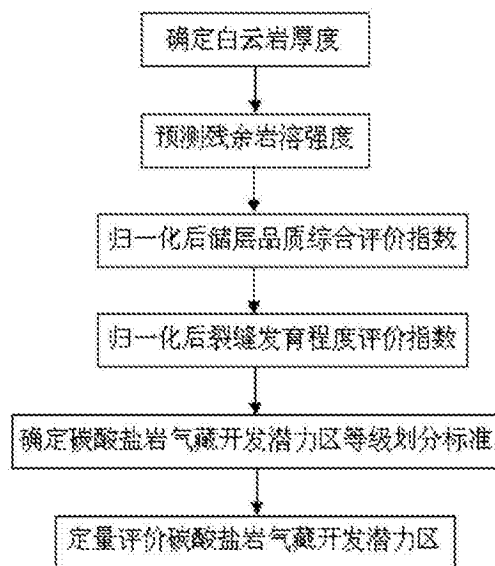 确定白云岩厚度
预测残余岩溶强度
归一化后储层品质综合评价指数
归一化后裂缝发育程度评价指数
确定碳酸盐岩气藏开发潜力区等级划分标准
定量评价碳酸盐岩气藏开发潜力区